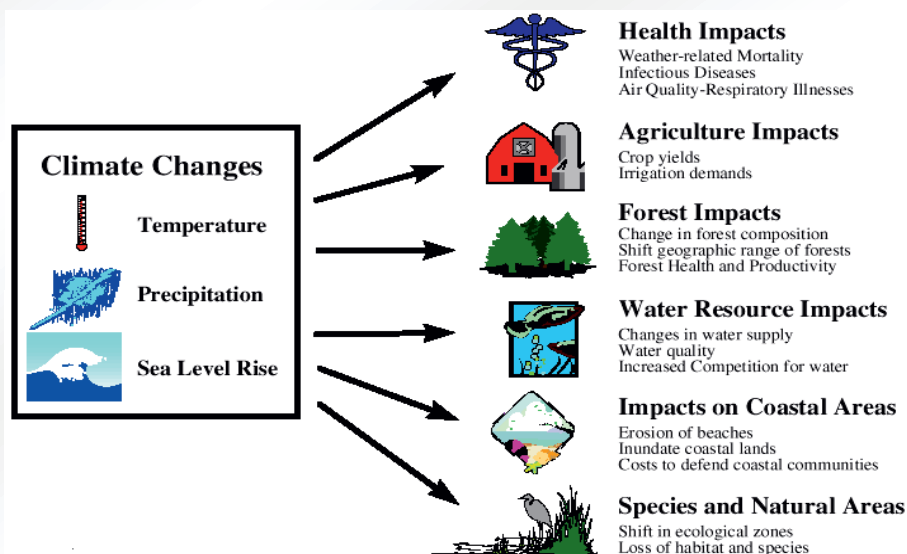 Climate Changes
Temperature
Precipitation
Sea Level Rise
Health Impacts
Weather-related Mortality
Infectious Diseases
Air Quality-Respiratory Illnesses
Agriculture Impacts
Crop yields
Irrigation demands
Forest Impacts
Change in forest composition
Shift geographic range of forests
Forest Health and Productivity
Water Resource Impacts
Changes in water supply
Water quality
Increased Competition for water
Impacts on Coastal Areas
Erosion of beaches
Inundate coastal lands
Costs to defend coastal communities
Species and Natural Areas
Shift in ecological zones
Loss of habitat and species